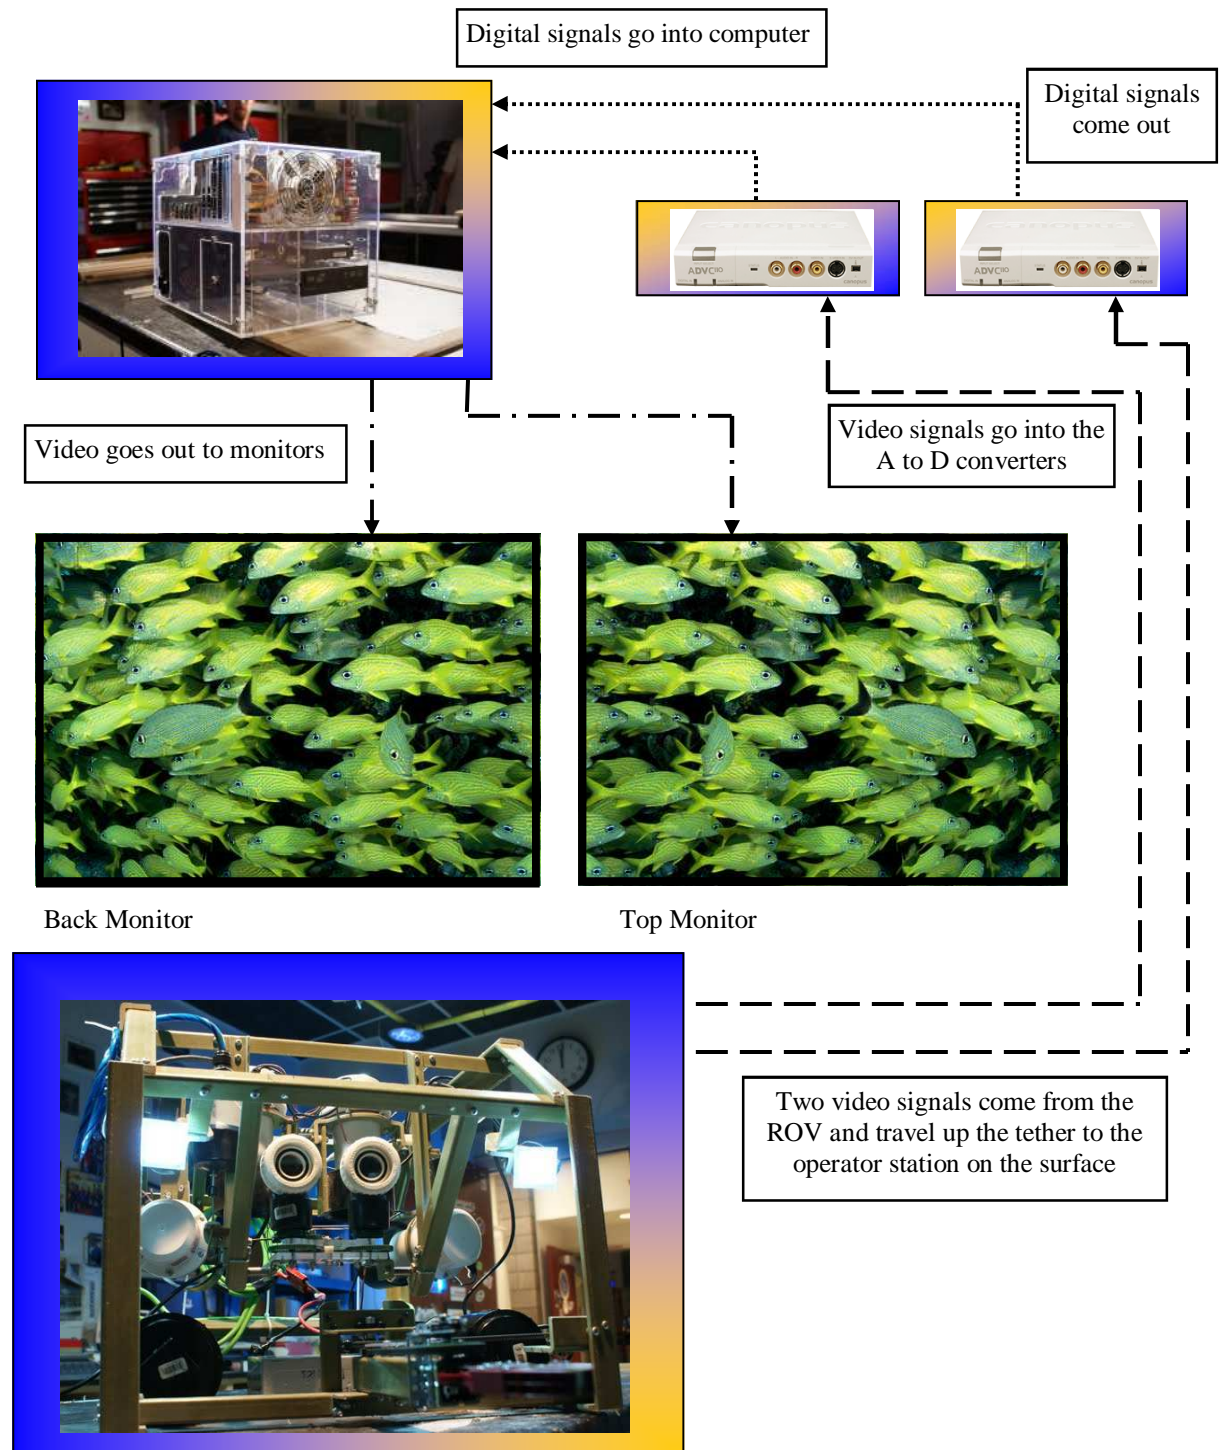 Digital signals go into computer
Digital signals
come out
ADVC110
canopus
ADVC110
canopus
Video goes out to monitors
Video signals go into the
A to D converters
Back Monitor
Top Monitor
Two video signals come from the
ROV and travel up the tether to the
operator station on the surface